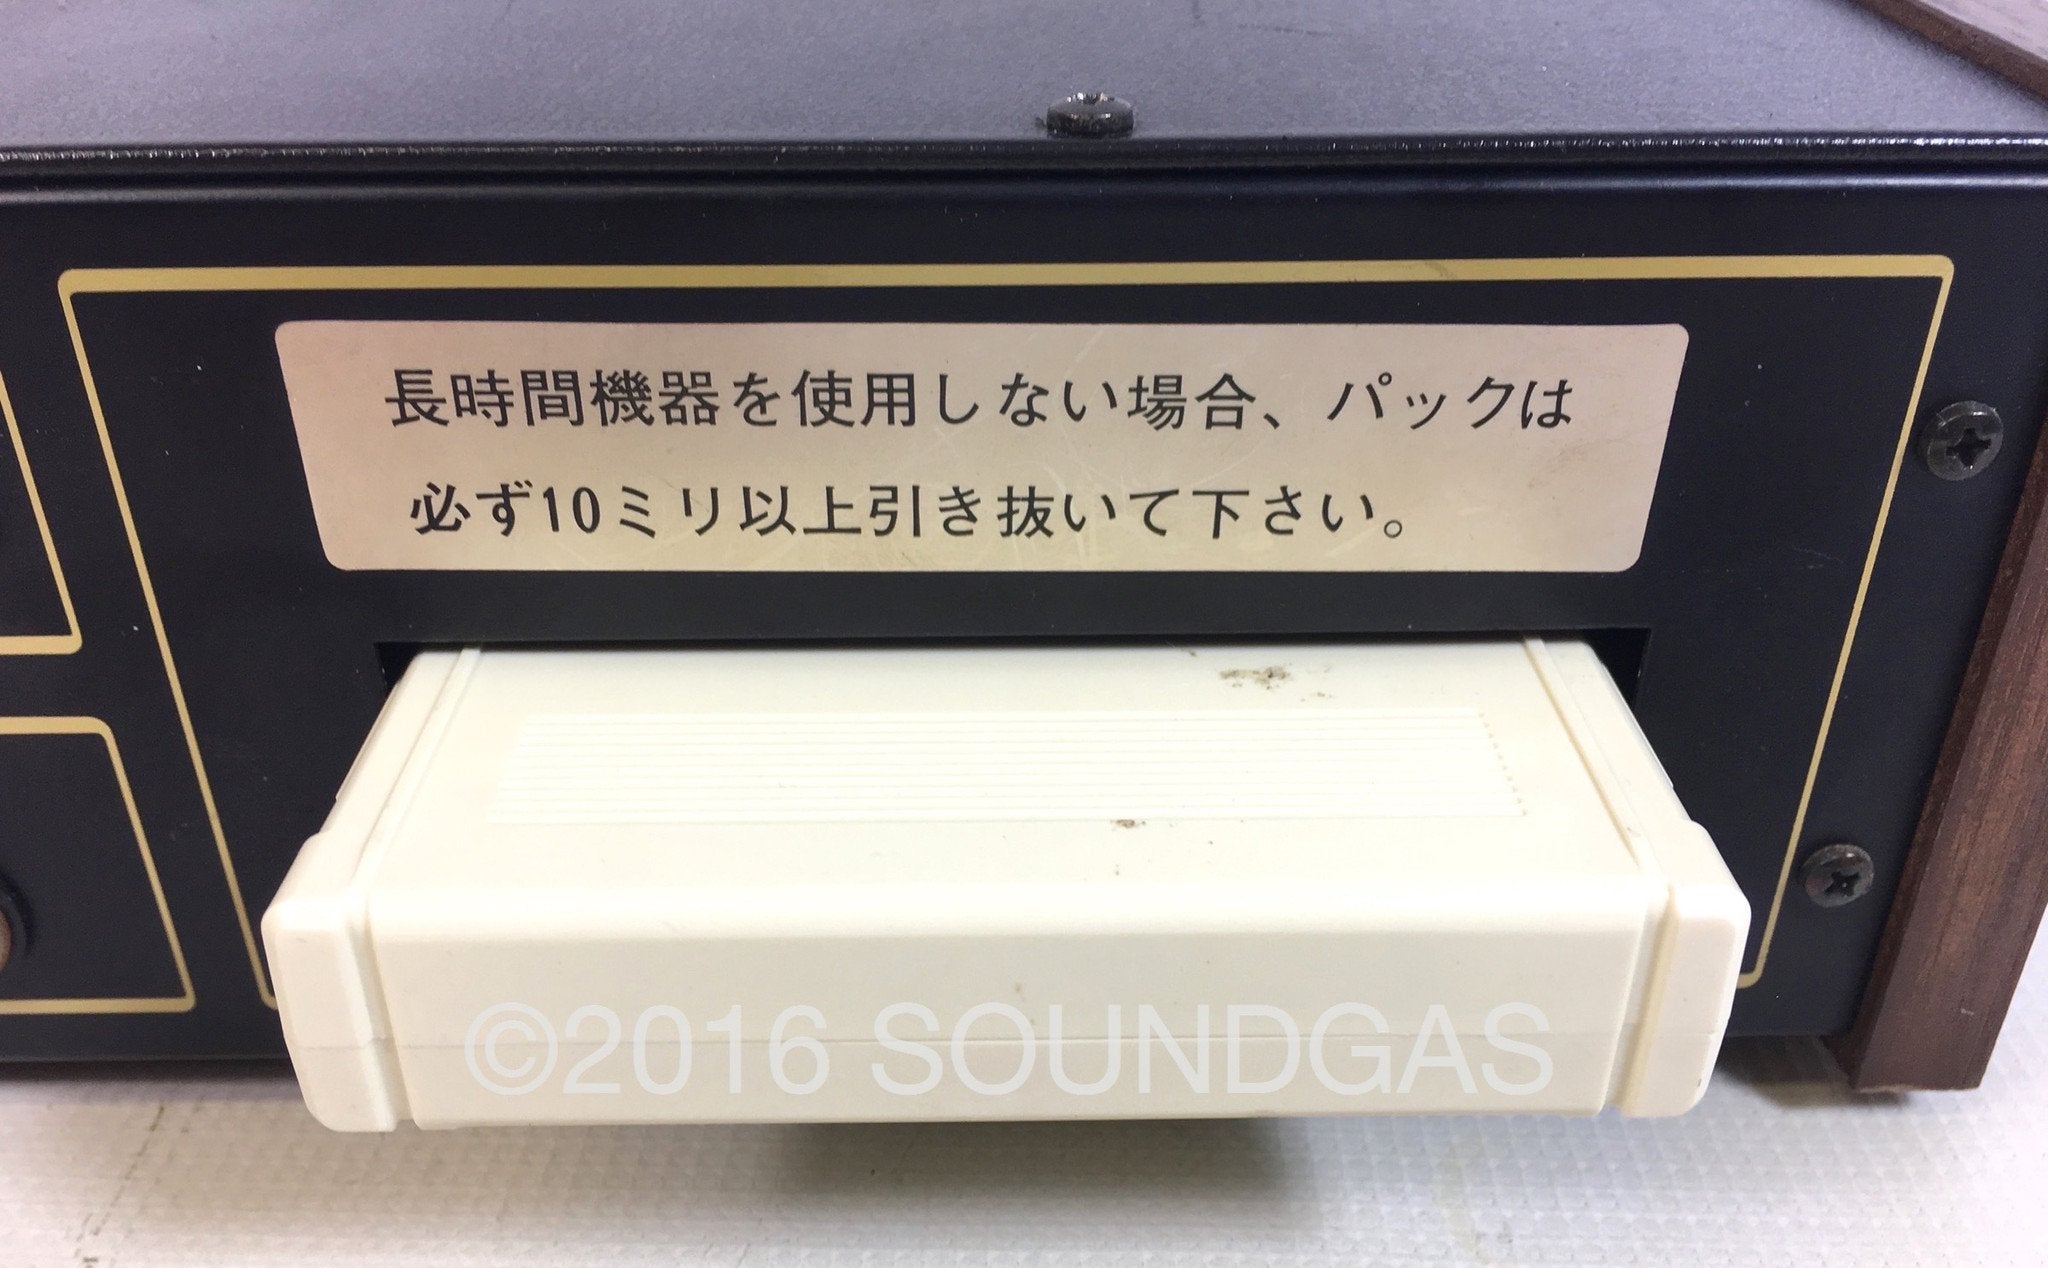 長時間機器を使用しない場合、パックは
必ず10ミリ以上引き抜いて下さい。
©2016 SOUNDGAS